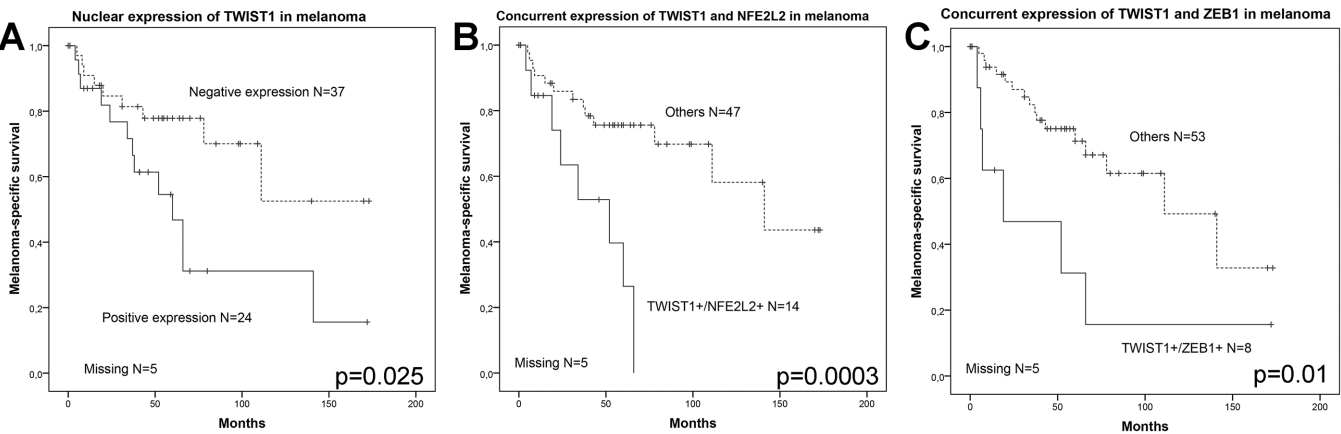 A
Nuclear expression of TWIST1 in melanoma
Melanoma-specific survival
1,0
0,8
0,6
0,4
0,2
0,0
Negative expression N=37
Positive expression N=24
Missing N=5
p=0.025
0 50 100 150 200
Months
B
Concurrent expression of TWIST1 and NFE2L2 in melanoma
Melanoma-specific survival
1,0
0,8
0,6
0,4
0,2
0,0
Others N=47
TWIST1+/NFE2L2+ N=14
Missing N=5
p=0.0003
0 50 100 150 200
Months
C
Concurrent expression of TWIST1 and ZEB1 in melanoma
Melanoma-specific survival
1,0
0,8
0,6
0,4
0,2
0,0
Others N=53
TWIST1+/ZEB1+ N=8
Missing N=5
p=0.01
0 50 100 150 200
Months